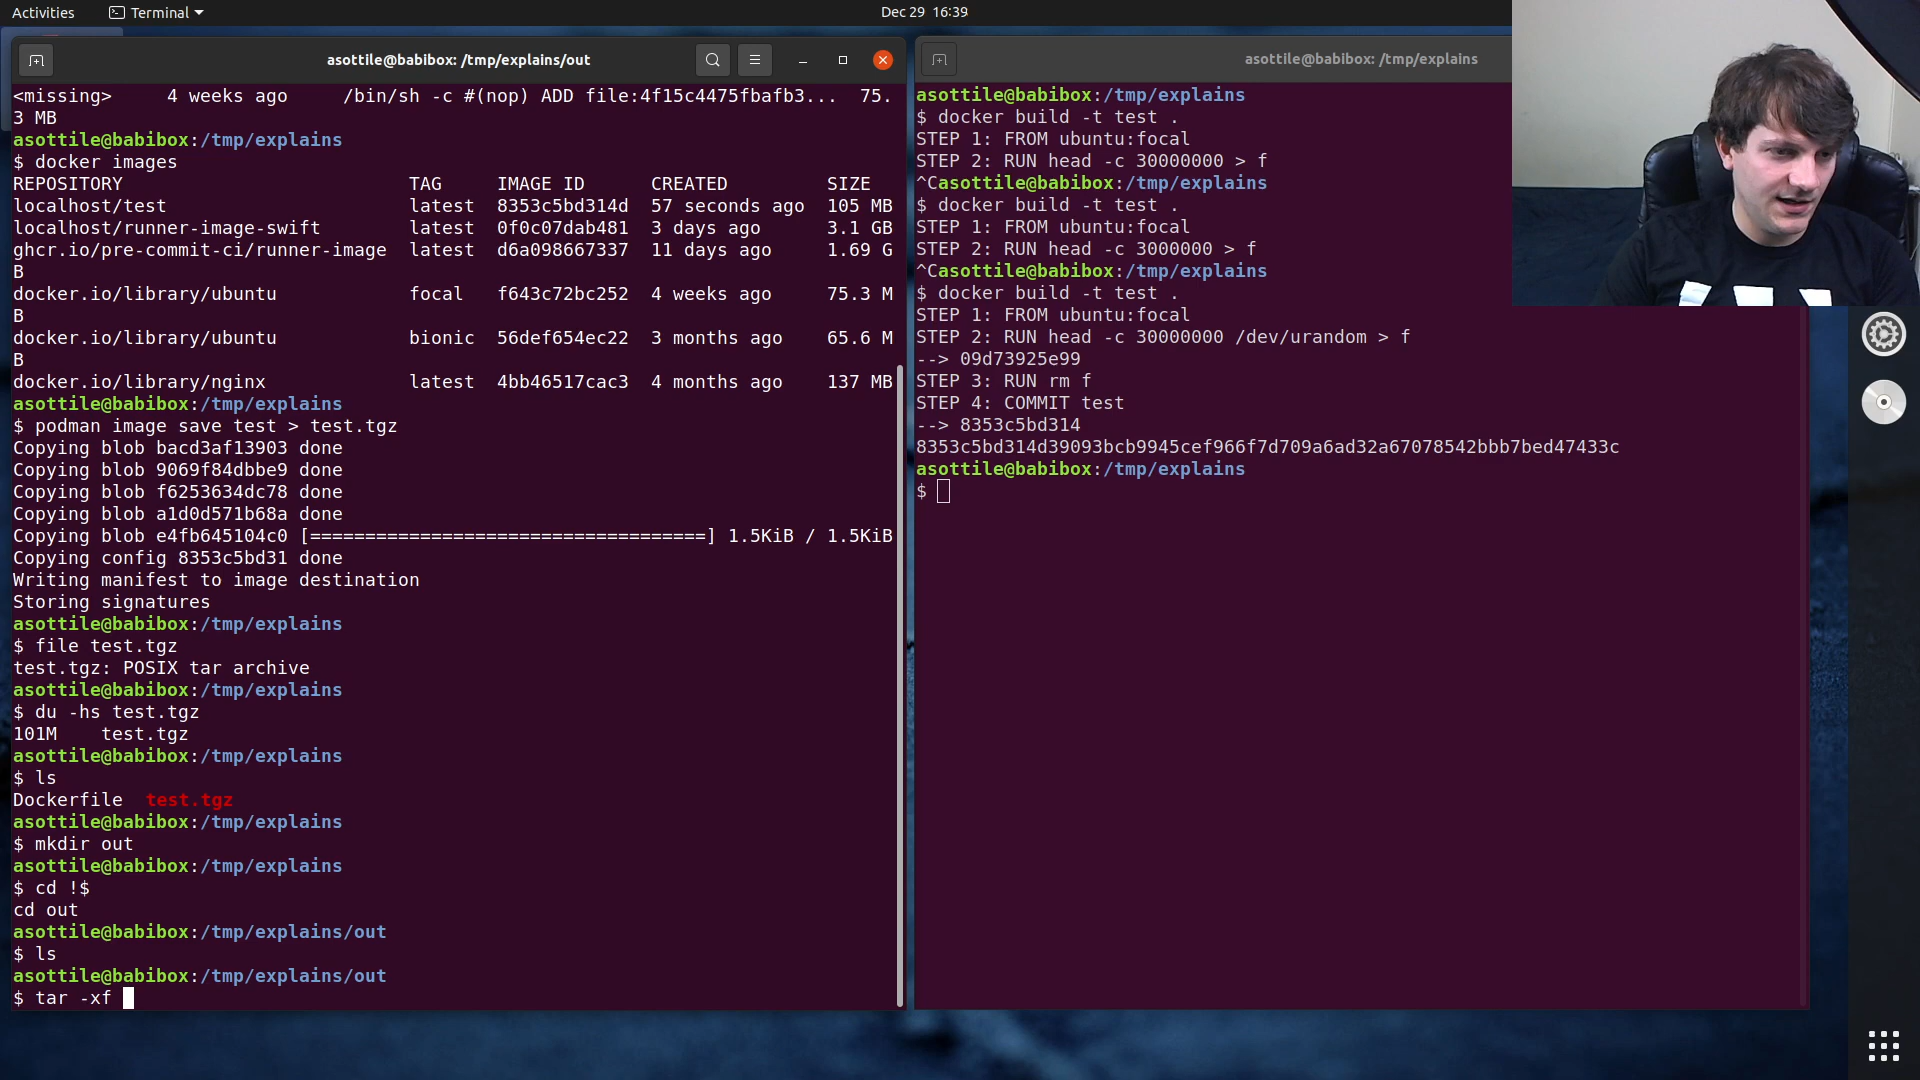 Activities
Terminal
Dec 29 16:39
asottile@babibox: /tmp/explains/out
<missing>     4 weeks ago     /bin/sh -c #(nop) ADD file:4f15c4475fbafb3...  75.
3 MB
asottile@babibox:/tmp/explains
$ docker images
REPOSITORY                          TAG     IMAGE ID      CREATED         SIZE
localhost/test                      latest  8353c5bd314d  57 seconds ago  105 MB
localhost/runner-image-swift        latest  0f0c07dab481  3 days ago      3.1 GB
ghcr.io/pre-commit-ci/runner-image  latest  d6a098667337  11 days ago     1.69 G
B
docker.io/library/ubuntu            focal   f643c72bc252  4 weeks ago     75.3 M
B
docker.io/library/ubuntu            bionic  56def654ec22  3 months ago    65.6 M
B
docker.io/library/nginx             latest  4bb46517cac3  4 months ago    137 MB
asottile@babibox:/tmp/explains
$ podman image save test > test.tgz
Copying blob bacd3af13903 done
Copying blob 9069f84dbbe9 done
Copying blob f6253634dc78 done
Copying blob a1d0d571b68a done
Copying blob e4fb645104c0 [====================================] 1.5KiB / 1.5KiB
Copying config 8353c5bd31 done
Writing manifest to image destination
Storing signatures
asottile@babibox:/tmp/explains
$ file test.tgz
test.tgz: POSIX tar archive
asottile@babibox:/tmp/explains
$ du -hs test.tgz
101M    test.tgz
asottile@babibox:/tmp/explains
$ ls
Dockerfile  test.tgz
asottile@babibox:/tmp/explains
$ mkdir out
asottile@babibox:/tmp/explains
$ cd !$
cd out
asottile@babibox:/tmp/explains/out
$ ls
asottile@babibox:/tmp/explains/out
$ tar -xf
asottile@babibox: /tmp/explains
asottile@babibox:/tmp/explains
$ docker build -t test .
STEP 1: FROM ubuntu:focal
STEP 2: RUN head -c 30000000 > f
^Casottile@babibox:/tmp/explains
$ docker build -t test .
STEP 1: FROM ubuntu:focal
STEP 2: RUN head -c 3000000 > f
^Casottile@babibox:/tmp/explains
$ docker build -t test .
STEP 1: FROM ubuntu:focal
STEP 2: RUN head -c 30000000 /dev/urandom > f
--> 09d73925e99
STEP 3: RUN rm f
STEP 4: COMMIT test
--> 8353c5bd314
8353c5bd314d39093bcb9945cef966f7d709a6ad32a67078542bbb7bed47433c
asottile@babibox:/tmp/explains
$